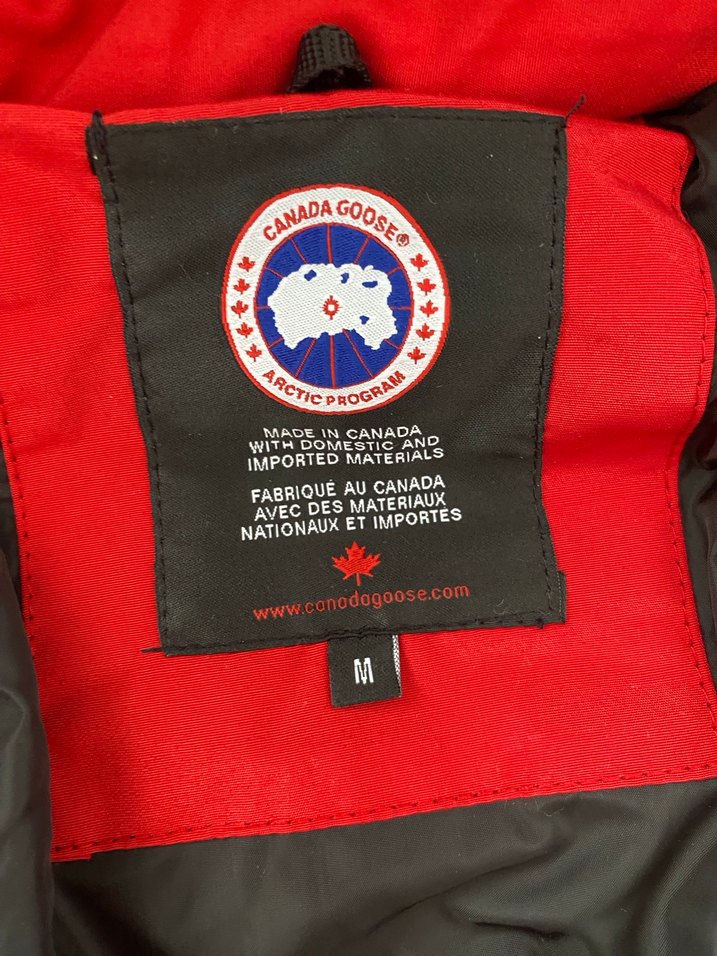 CANADA GOOSE®
ARCTIC PROGRAM
MADE IN CANADA
WITH DOMESTIC AND
IMPORTED MATERIALS
FABRIQUÉ AU CANADA
AVEC DES MATERIAUX
NATIONAUX ET IMPORTÉS
www.canadagoose.com
M